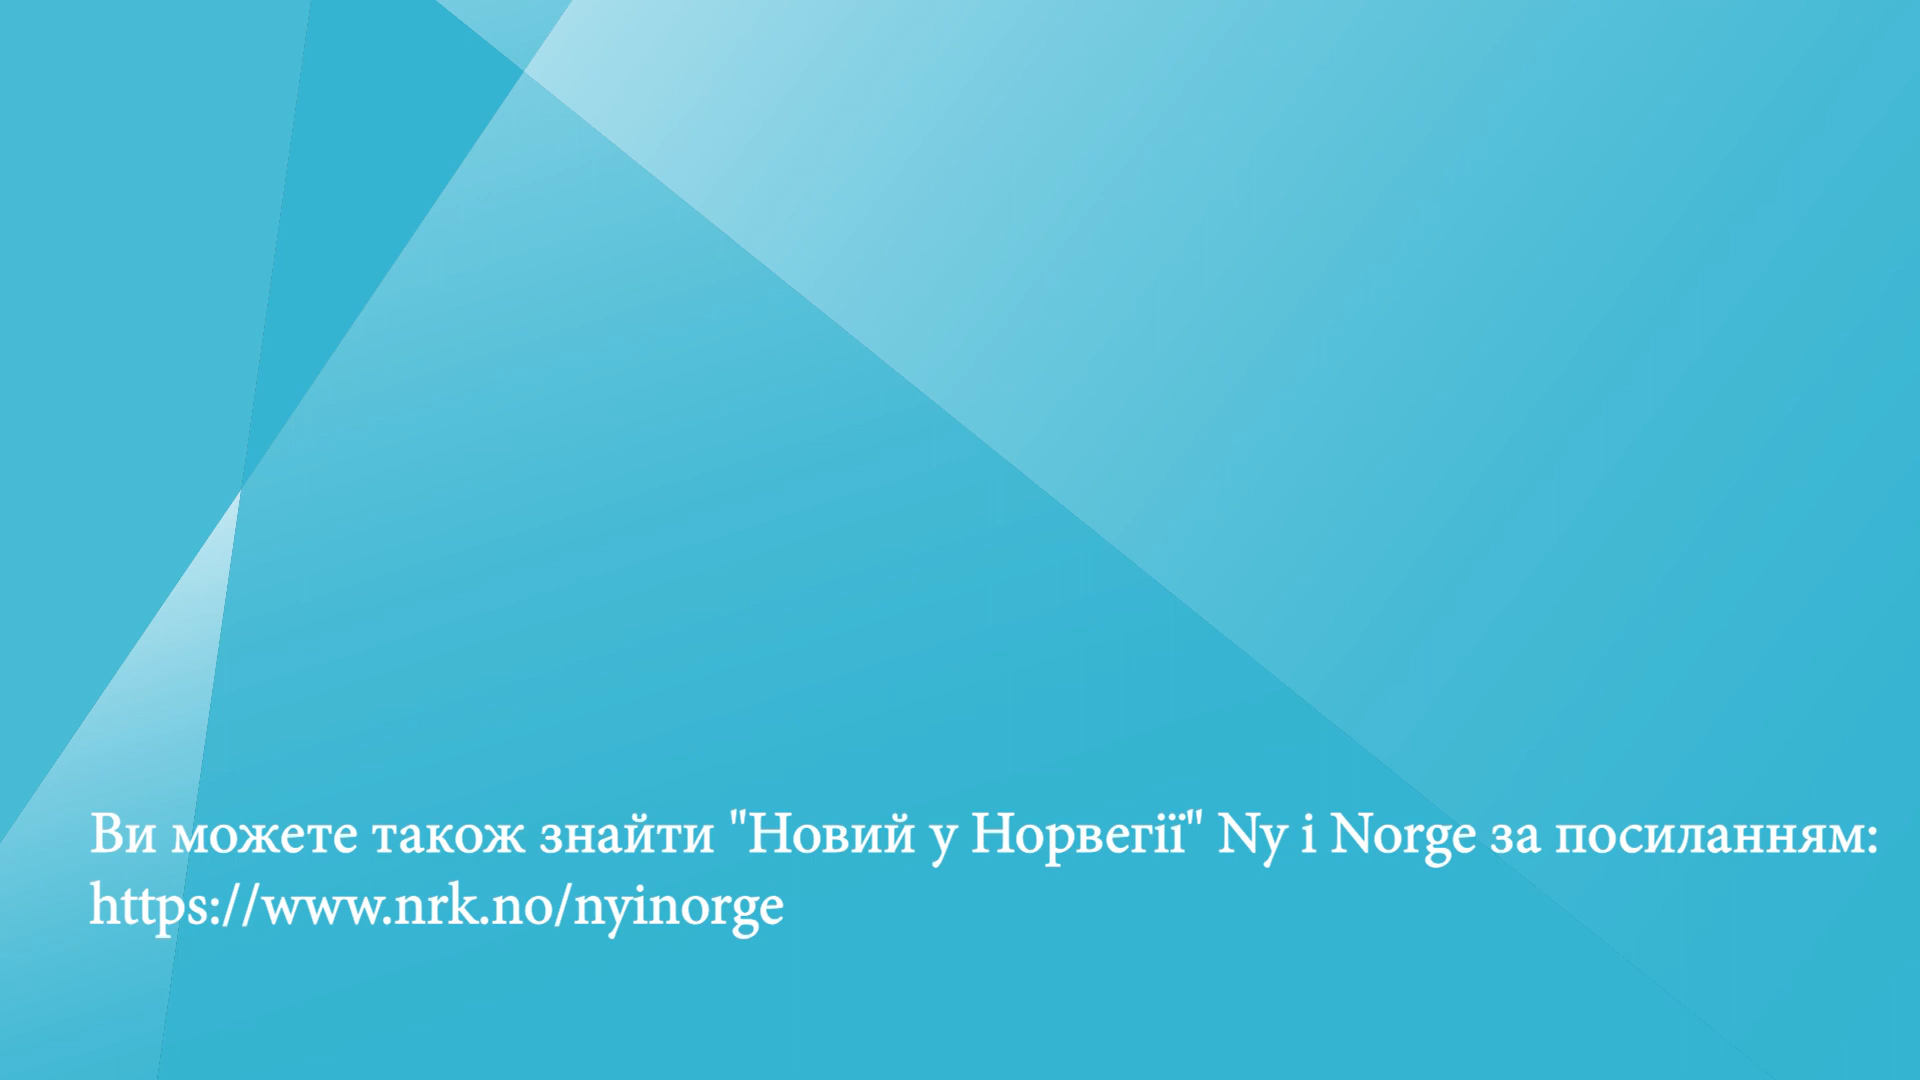 Ви можете також знайти "Новий у Норвегії" Ny i Norge за посиланням:
https://www.nrk.no/nyinorge